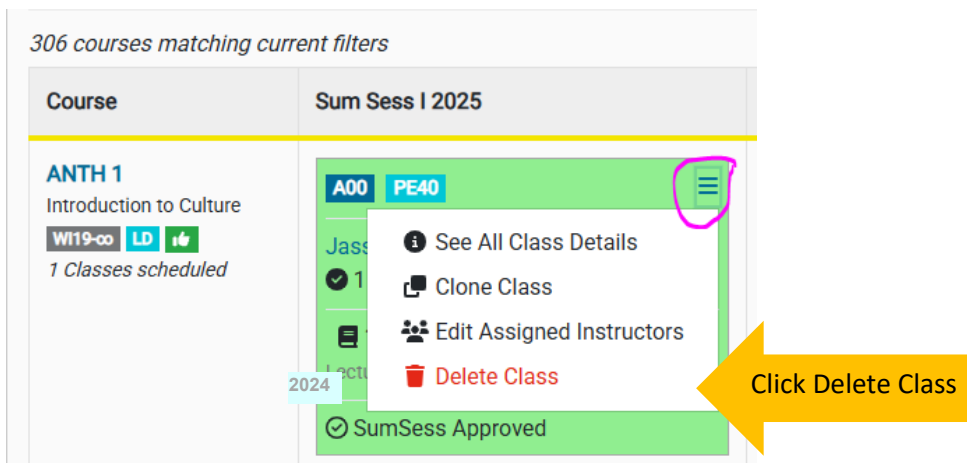 306 courses matching current filters
Course
Sum Sess I 2025
ANTH 1
Introduction to Culture
WI19-∞ LD
1 Classes scheduled
A00 PE40
Jass
1
See All Class Details
Clone Class
Edit Assigned Instructors
Delete Class
2024
SumSess Approved
Click Delete Class